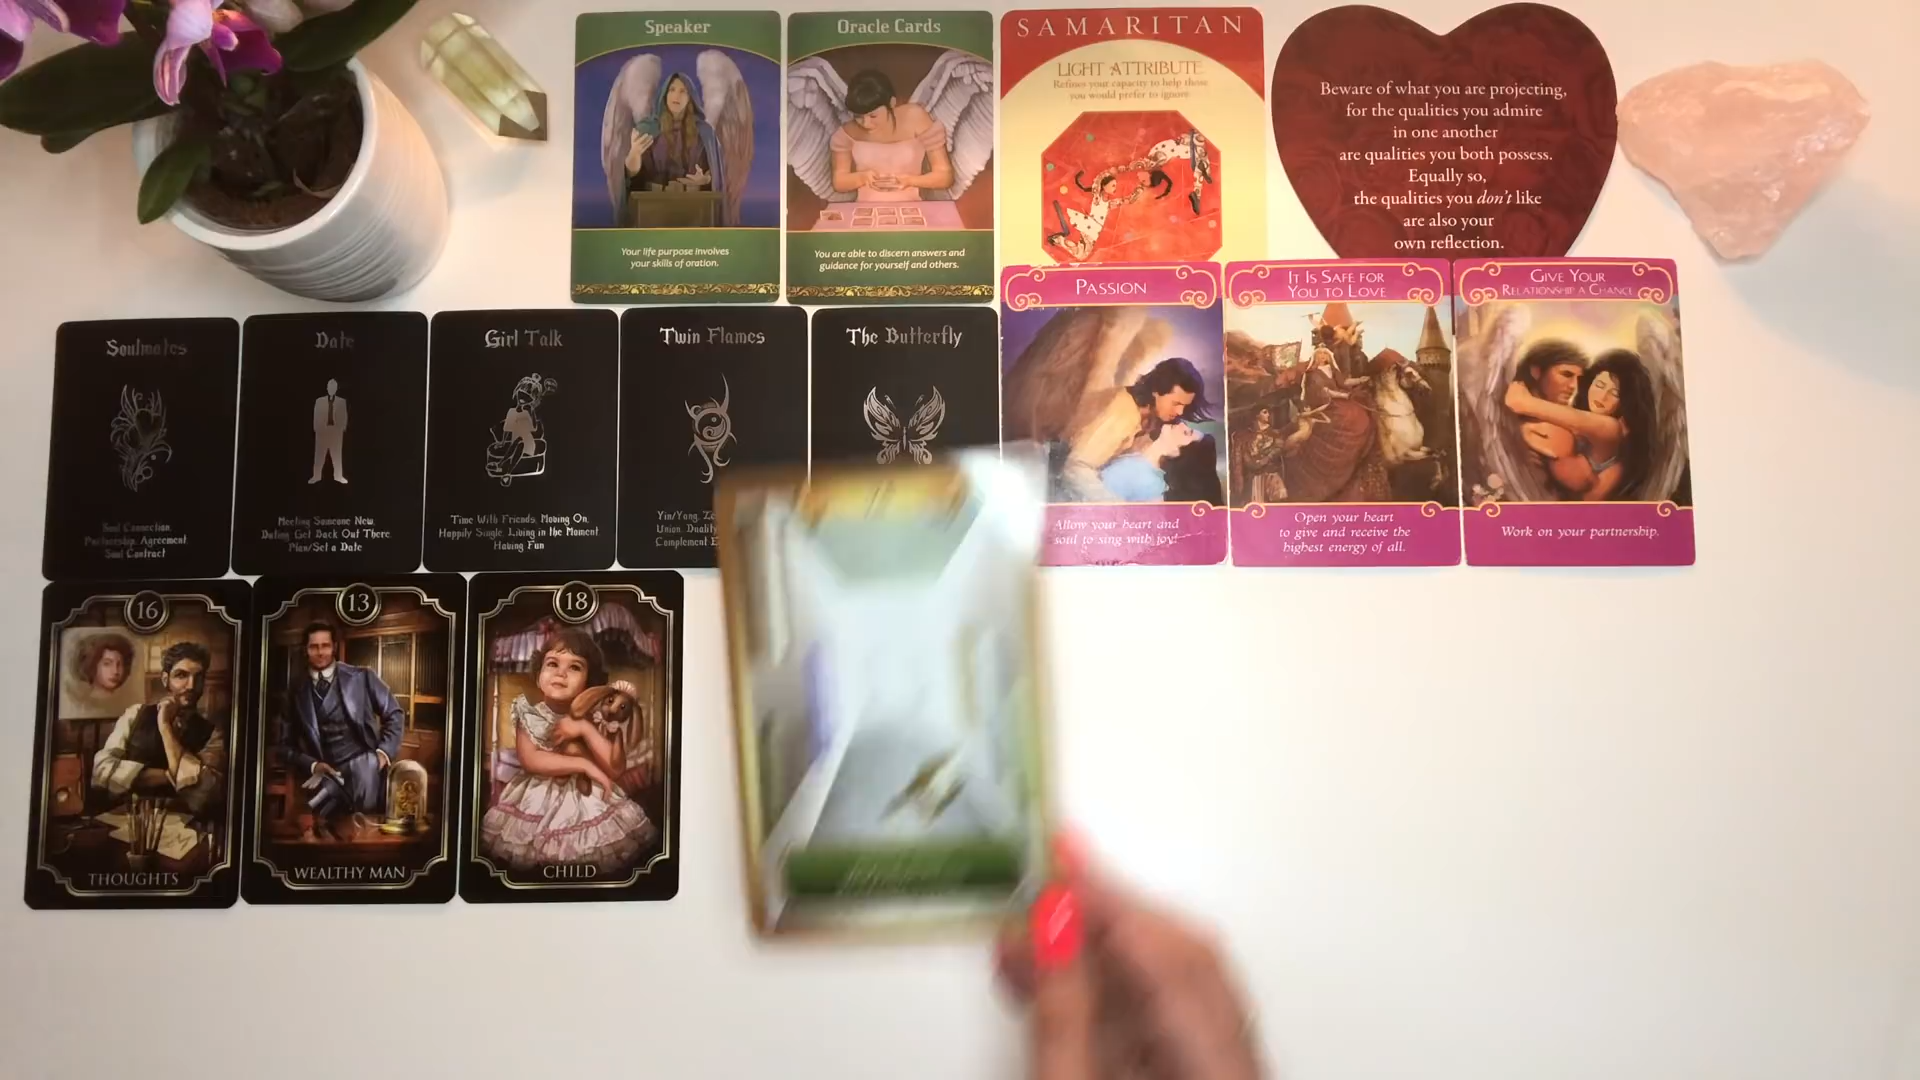 Speaker
Your life purpose involves
your skills of oration.
Oracle Cards
You are able to discern answers and
guidance for yourself and others.
SAMARITAN
LIGHT ATTRIBUTE
Refines your capacity to help those
you would prefer to ignore
Beware of what you are projecting,
for the qualities you admire
in one another
are qualities you both possess.
Equally so,
the qualities you don't like
are also your
own reflection.
Soulmates
Soul Connection,
Partnership, Agreement
Soul Contract
Date
Meeting Someone New,
Dating, Get Back Out There
Plan/Set a Date
Girl Talk
Time With Friends, Moving On,
Happily Single, Living in the Moment
Having Fun
Twin Flames
Yin/Yang,
Union, Duality
Complement
The Butterfly
PASSION
Allow your heart and
soul to sing with joy!
IT IS SAFE FOR
YOU TO LOVE
Open your heart
to give and receive the
highest energy of all.
GIVE YOUR
RELATIONSHIP A CHANCE
Work on your partnership.
16
THOUGHTS
13
WEALTHY MAN
18
CHILD